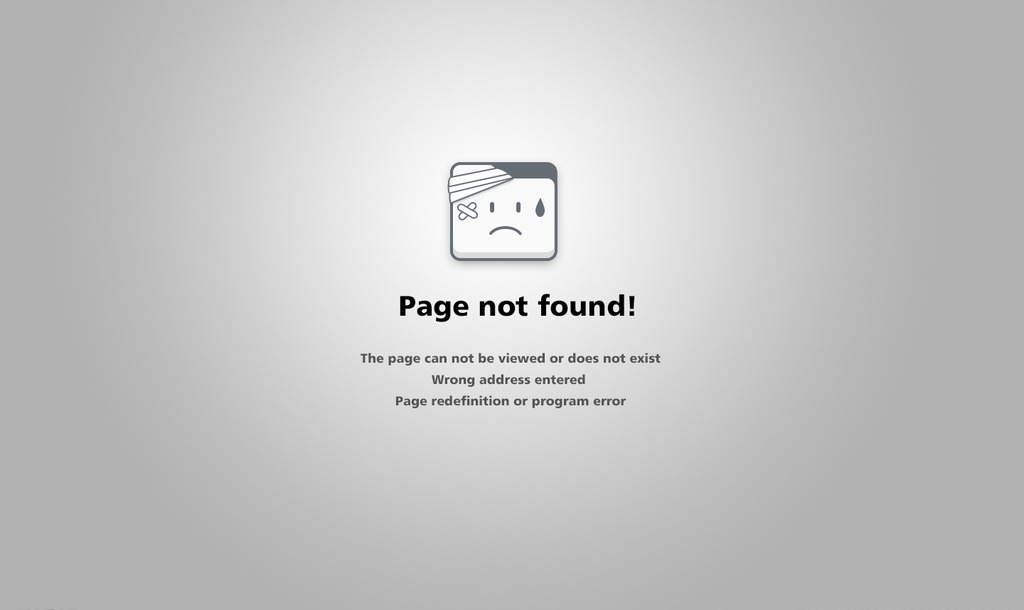 Page not found!
The page can not be viewed or does not exist
Wrong address entered
Page redefinition or program error